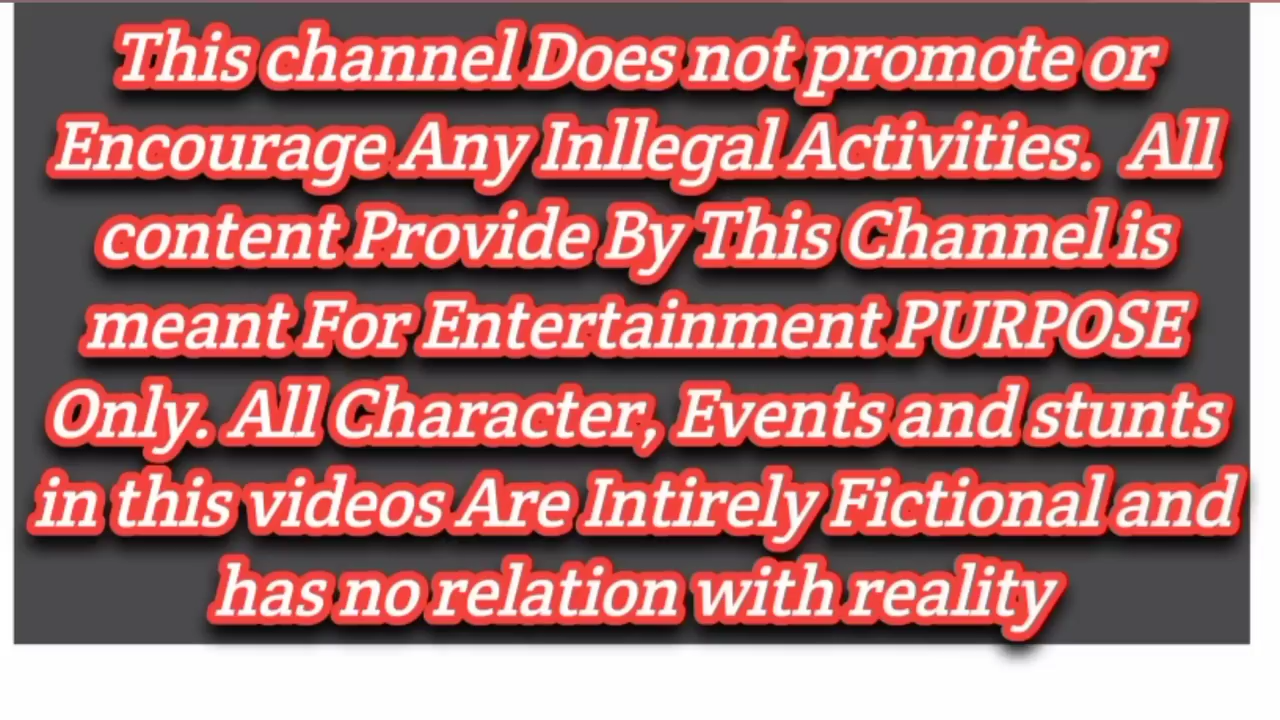 This channel Does not promote or
Encourage Any Inllegal Activities. All
content Provide By This Channel is
meant For Entertainment PURPOSE
Only. All Character, Events and stunts
in this videos Are Intirely Fictional and
has no relation with reality